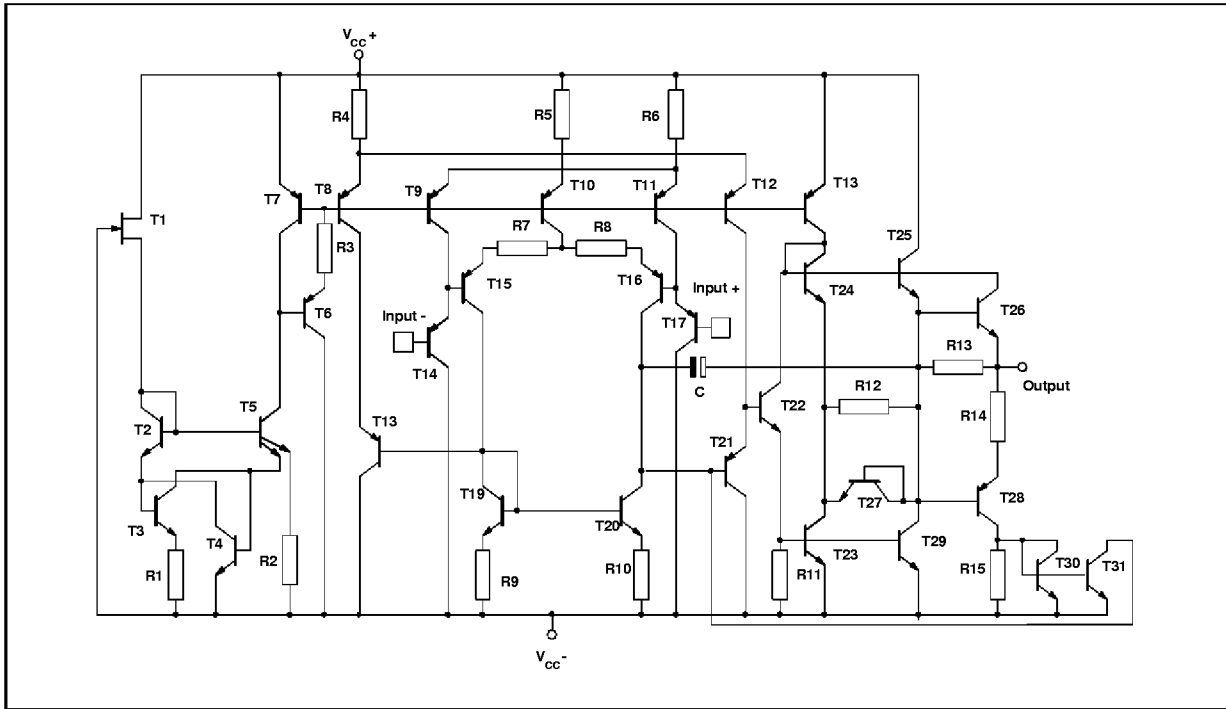 VCC+
R4
R5
R6
T7
T8
T9
T10
T11
T12
T13
T1
R3
R7
R8
T25
T6
T15
T16
Input +
T24
T26
Input -
T17
T14
R13
Output
C
R12
T22
R14
T2
T5
T13
T21
T27
T28
T3
T4
R2
T19
T20
T23
T29
R1
R9
R10
R11
R15
T30
T31
VCC-